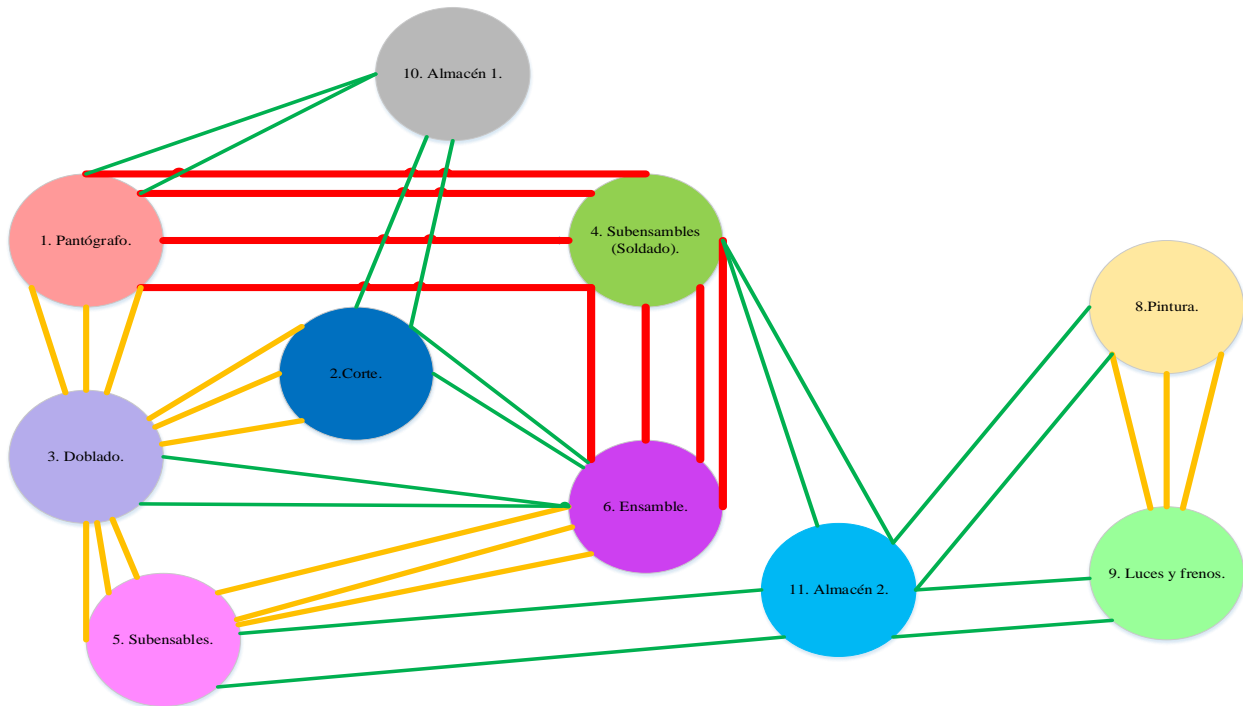 10. Almacén 1.
1. Pantógrafo.
4. Subensambles
(Soldado).
8.Pintura.
2.Corte.
3. Doblado.
6. Ensamble.
9. Luces y frenos.
11. Almacén 2.
5. Subensables.